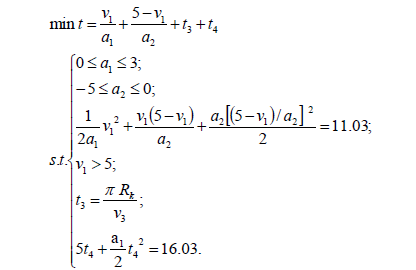 min t = v₁/a₁ + (5−v₁)/a₂ + t₃ + t₄
s.t. {
0 ≤ a₁ ≤ 3;
−5 ≤ a₂ ≤ 0;
1/(2a₁) v₁² + v₁(5−v₁)/a₂ + a₂[(5−v₁)/a₂]²/2 = 11.03;
v₁ > 5;
t₃ = π Rₖ/v₃;
5t₄ + a₁/2 t₄² = 16.03.